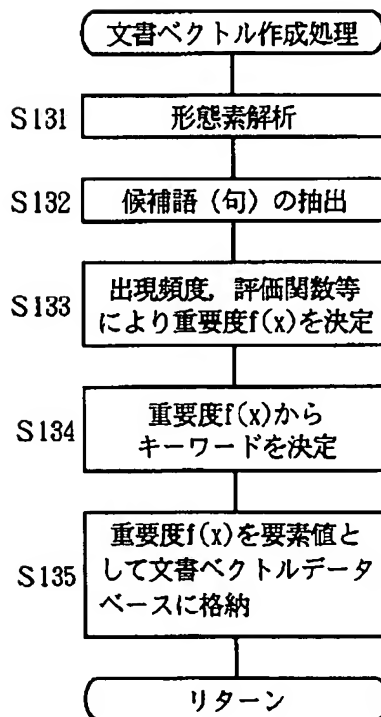 文書ベクトル作成処理
S131 形態素解析
S132 候補語（句）の抽出
S133 出現頻度，評価関数等
により重要度f(x)を決定
S134 重要度f(x)から
キーワードを決定
重要度f(x)を要素値と
S135 して文書ベクトルデータ
ベースに格納
リターン